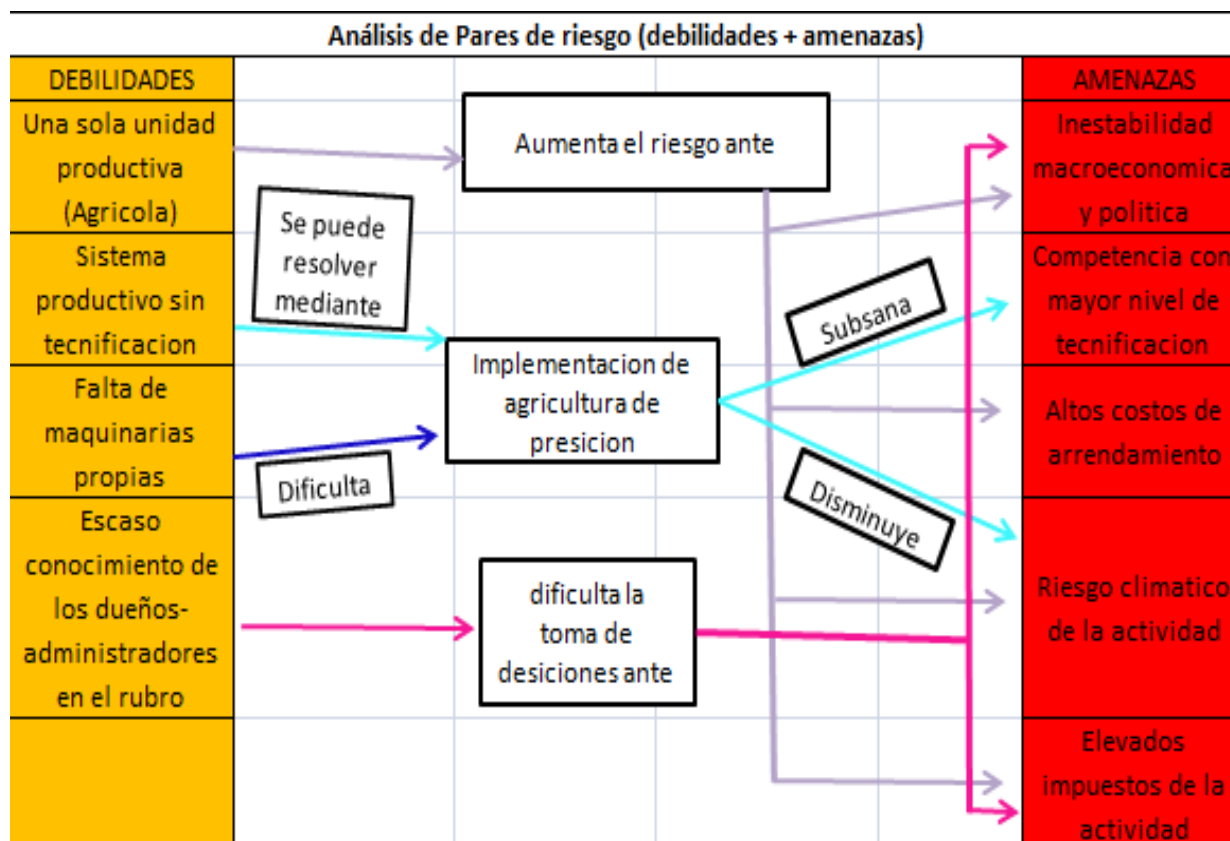 Análisis de Pares de riesgo (debilidades + amenazas)
DEBILIDADES
Una sola unidad
productiva
(Agricola)
Sistema
productivo sin
tecnificacion
Falta de
maquinarias
propias
Escaso
conocimiento de
los dueños-
administradores
en el rubro
Aumenta el riesgo ante
Se puede
resolver
mediante
Implementacion de
agricultura de
presicion
Dificulta
dificulta la
toma de
desiciones ante
Subsana
Disminuye
AMENAZAS
Inestabilidad
macroeconomica
y politica
Competencia con
mayor nivel de
tecnificacion
Altos costos de
arrendamiento
Riesgo climatico
de la actividad
Elevados
impuestos de la
actividad